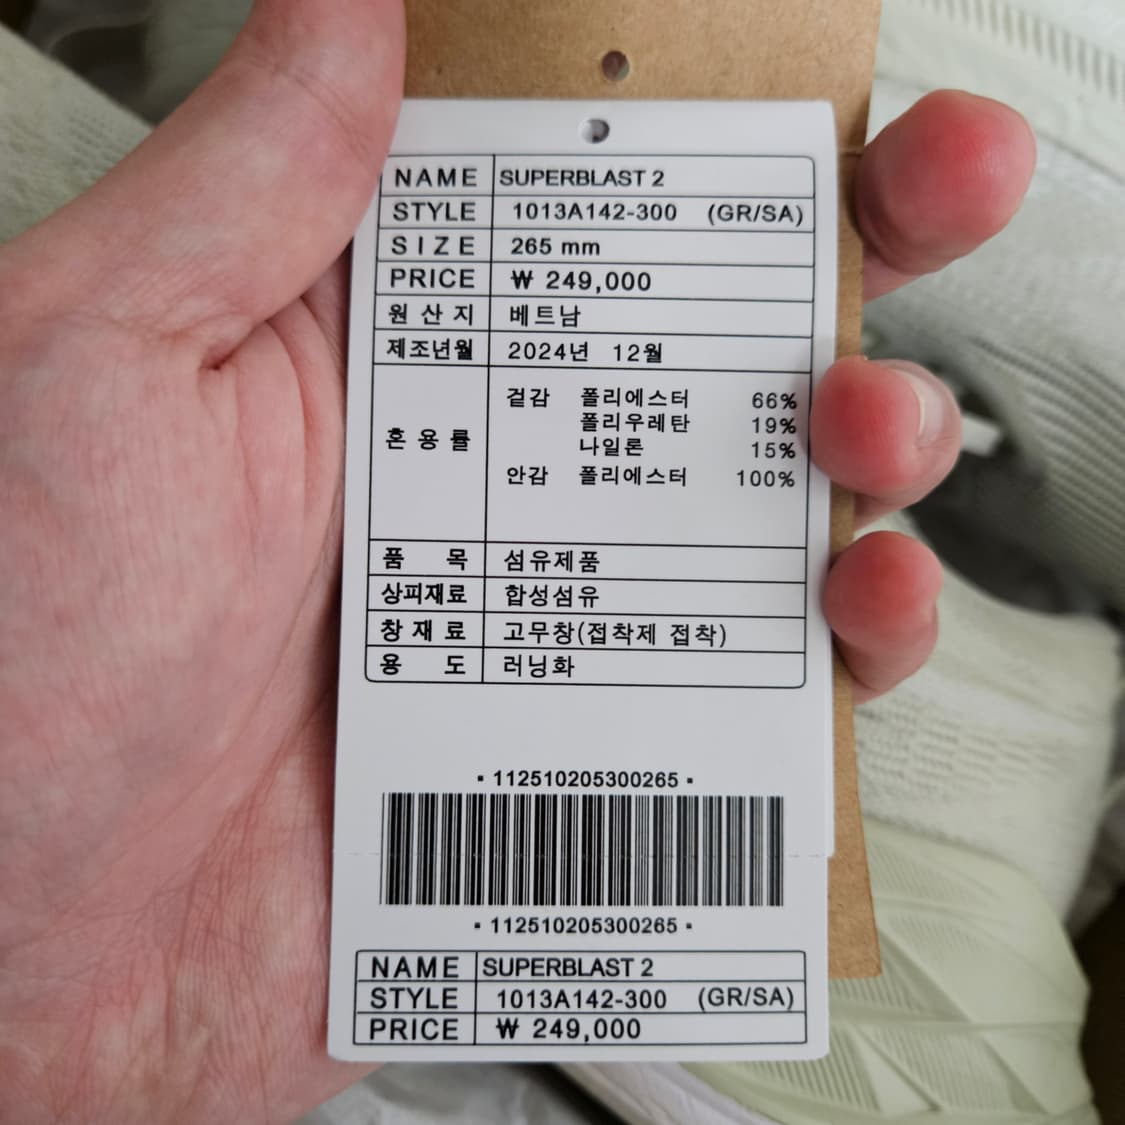 NAME SUPERBLAST 2
STYLE 1013A142-300 (GR/SA)
SIZE 265 mm
PRICE ₩ 249,000
원산지 베트남
제조년월 2024년 12월
혼용률 겉감 폴리에스터 66%
폴리우레탄 19%
나일론 15%
안감 폴리에스터 100%
품 목 섬유제품
상피재료 합성섬유
창재료 고무창(접착제 접착)
용 도 러닝화
▪ 112510205300265 ▪
▪ 112510205300265 ▪
NAME SUPERBLAST 2
STYLE 1013A142-300 (GR/SA)
PRICE ₩ 249,000